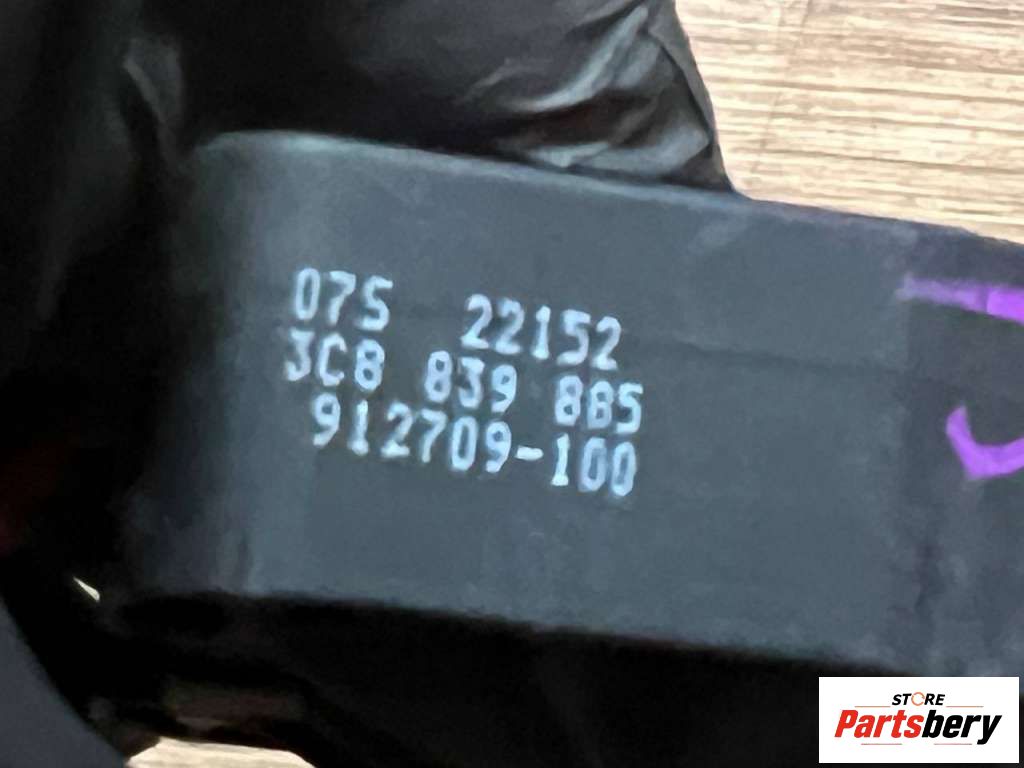 07S 22152
3C8 839 885
912709-100
STORE
Partsbery